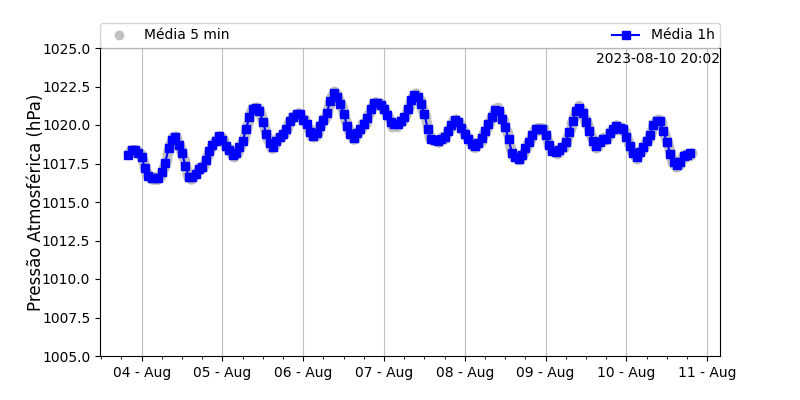 Média 5 min
Média 1h
2023-08-10 20:02
Pressão Atmosférica (hPa)
1025.0
1022.5
1020.0
1017.5
1015.0
1012.5
1010.0
1007.5
1005.0
04 - Aug
05 - Aug
06 - Aug
07 - Aug
08 - Aug
09 - Aug
10 - Aug
11 - Aug